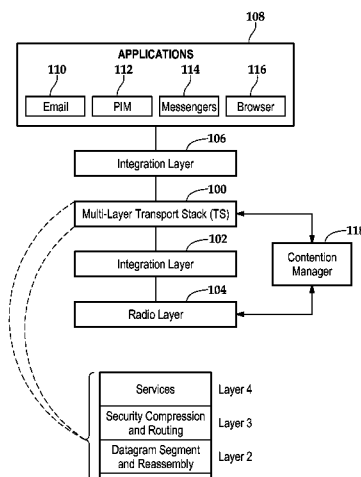 108
APPLICATIONS
110 112 114 116
Email PIM Messengers Browser
106
Integration Layer
100
Multi-Layer Transport Stack (TS)
102
118
Integration Layer
Contention
Manager
104
Radio Layer
Services Layer 4
Security Compression
and Routing Layer 3
Datagram Segment
and Reassembly Layer 2